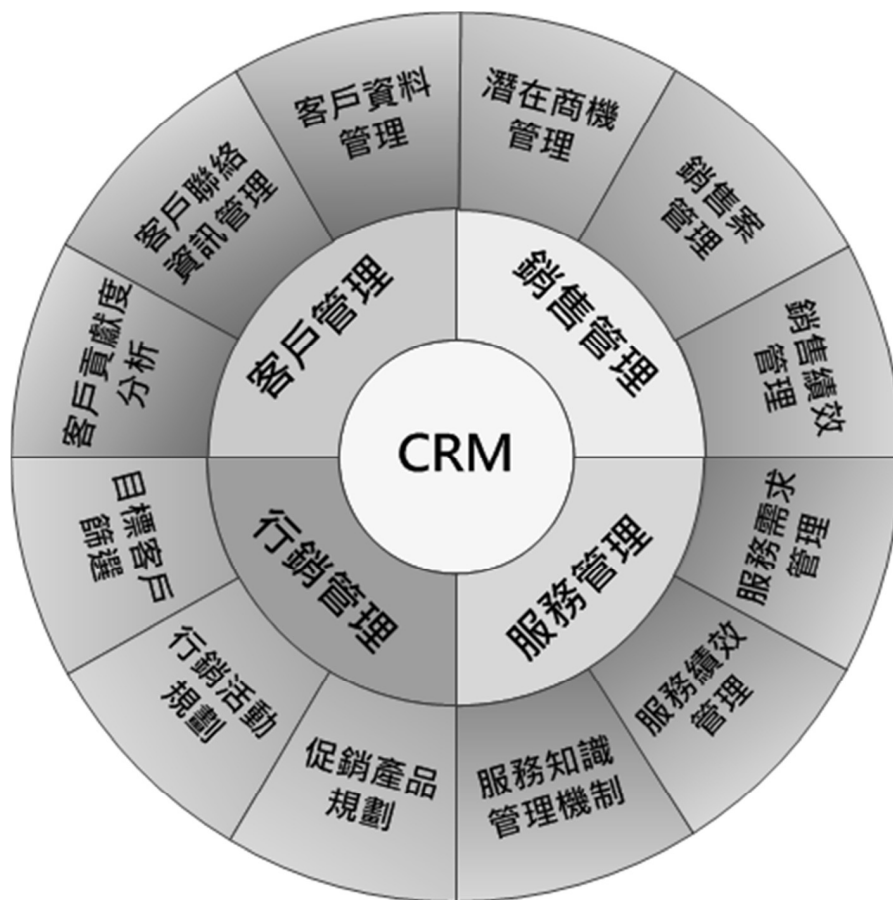 CRM
客戶管理
銷售管理
服務管理
行銷管理
客戶資料
管理
潛在商機
管理
銷售案
管理
銷售績效
管理
服務需求
管理
服務績效
管理
服務知識
管理機制
促銷產品
規劃
行銷活動
規劃
目標客戶
篩選
客戶貢獻度
分析
客戶聯絡
資訊管理